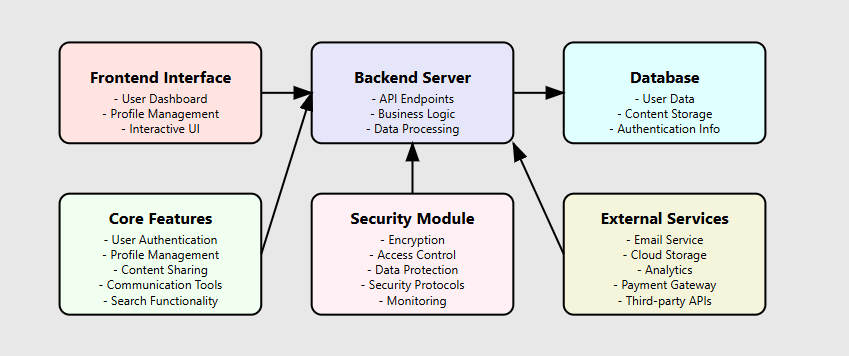 Frontend Interface
- User Dashboard
- Profile Management
- Interactive UI
Backend Server
- API Endpoints
- Business Logic
- Data Processing
Database
- User Data
- Content Storage
- Authentication Info
Core Features
- User Authentication
- Profile Management
- Content Sharing
- Communication Tools
- Search Functionality
Security Module
- Encryption
- Access Control
- Data Protection
- Security Protocols
- Monitoring
External Services
- Email Service
- Cloud Storage
- Analytics
- Payment Gateway
- Third-party APIs